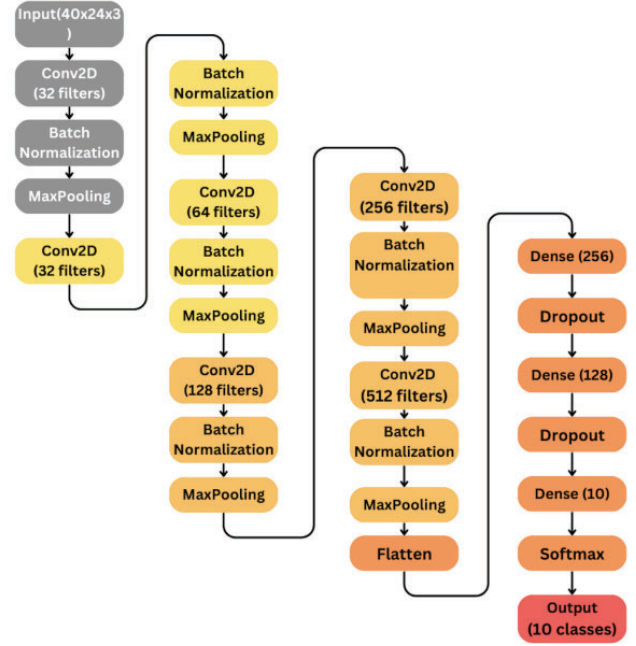 Input(40x24x3
)
Conv2D
(32 filters)
Batch
Normalization
MaxPooling
Conv2D
(32 filters)
Batch
Normalization
MaxPooling
Conv2D
(64 filters)
Batch
Normalization
MaxPooling
Conv2D
(128 filters)
Batch
Normalization
MaxPooling
Conv2D
(256 filters)
Batch
Normalization
MaxPooling
Conv2D
(512 filters)
Batch
Normalization
MaxPooling
Flatten
Dense (256)
Dropout
Dense (128)
Dropout
Dense (10)
Softmax
Output
(10 classes)